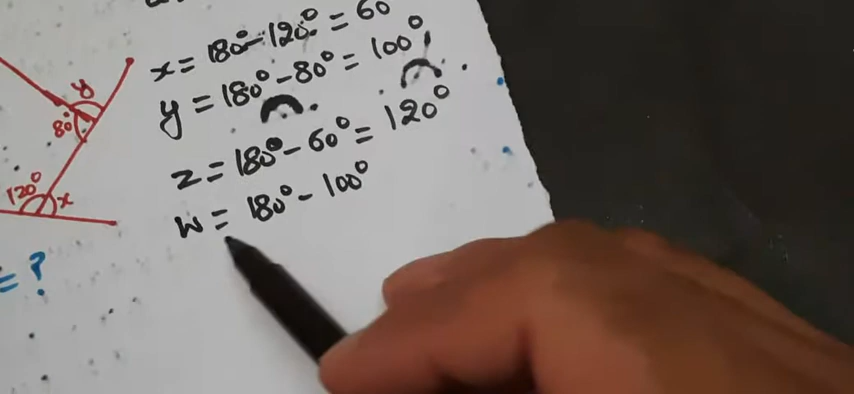 x = 180° - 120° = 60
y = 180° - 80° = 100°
z = 180° - 60° = 120°
w = 180° - 100°
y
80°
120°
x
= ?